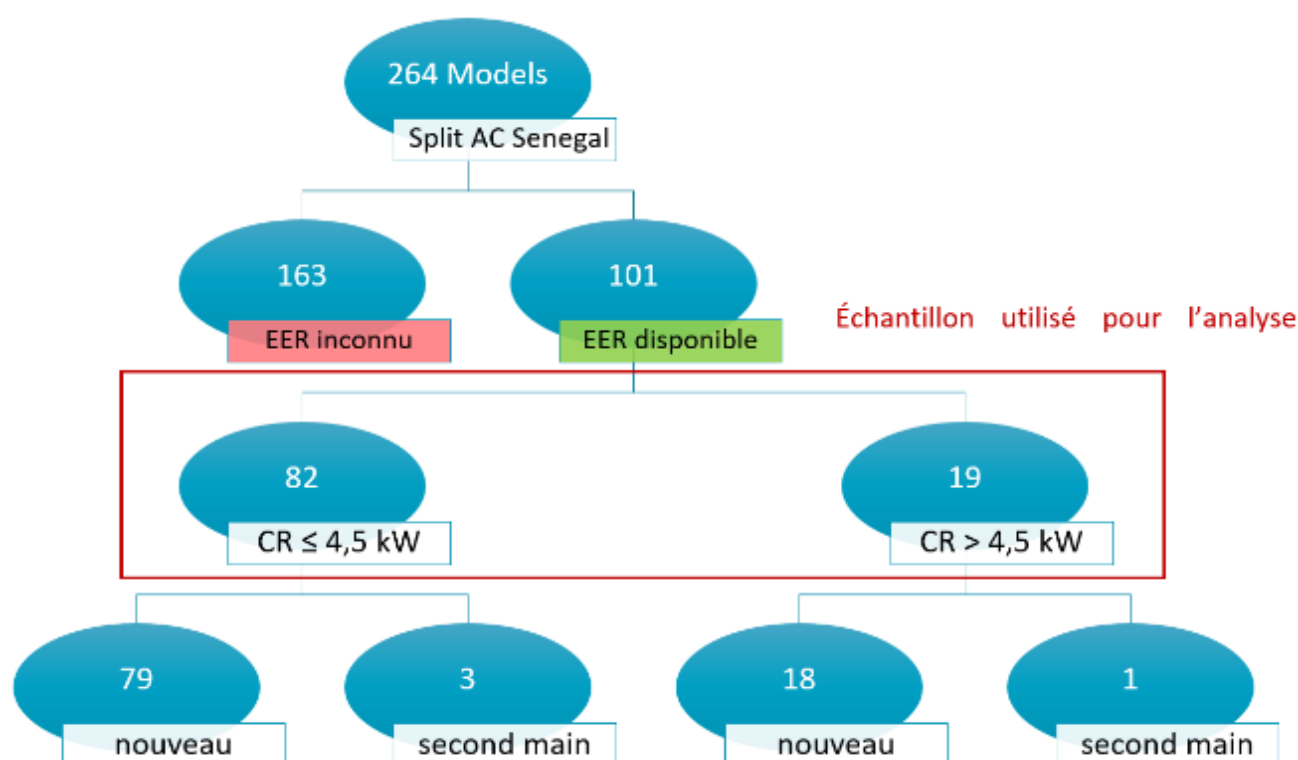 264 Models
Split AC Senegal
163
101
EER inconnu
EER disponible
Échantillon utilisé pour l'analyse
82
19
CR ≤ 4,5 kW
CR > 4,5 kW
79
3
18
1
nouveau
second main
nouveau
second main